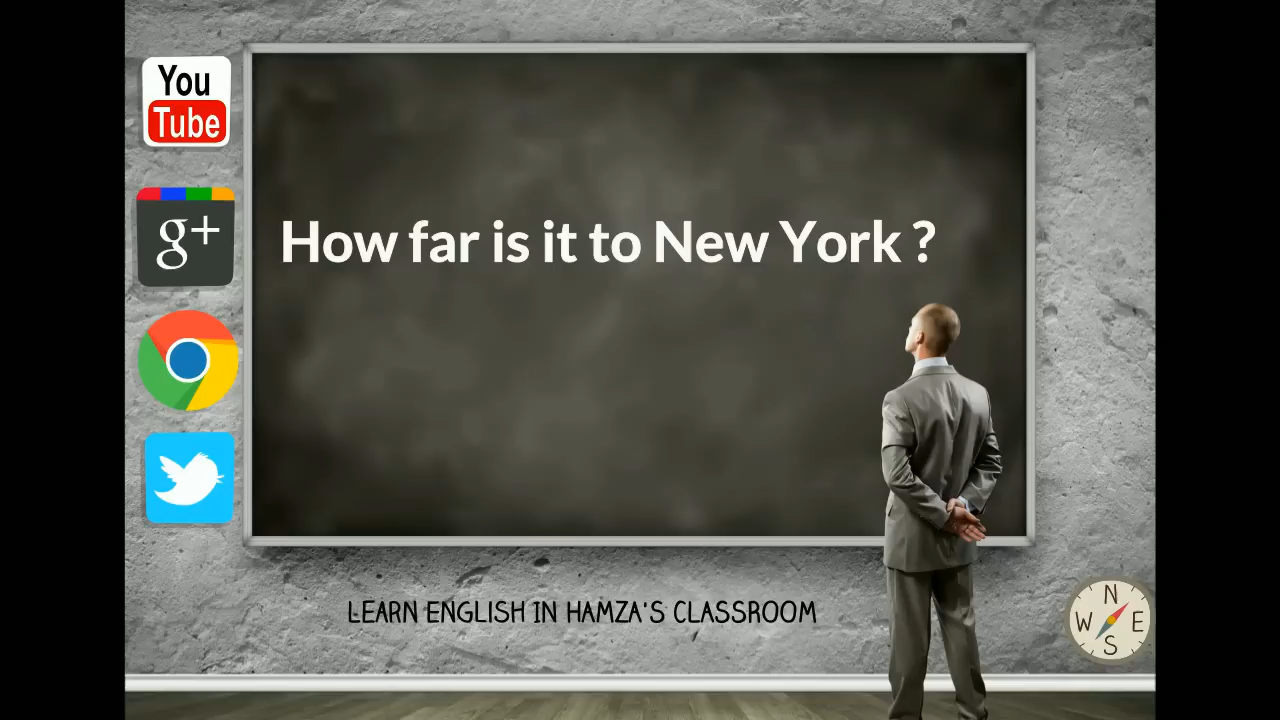 You
Tube
g+
How far is it to New York ?
LEARN ENGLISH IN HAMZA'S CLASSROOM
N
W E
S